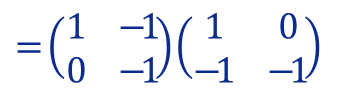 = (1 −1) (1 0)
(0 −1) (−1 −1)